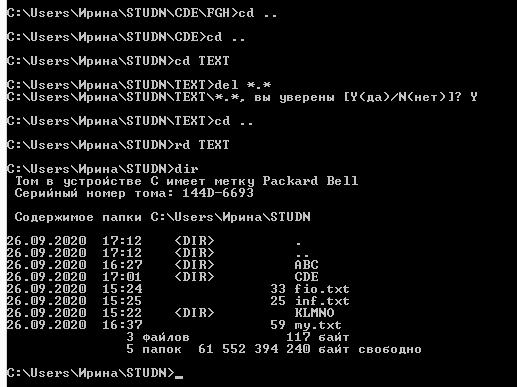 C:\Users\Ирина\STUDN\CDE\FGH>cd ..
C:\Users\Ирина\STUDN\CDE>cd ..
C:\Users\Ирина\STUDN>cd TEXT
C:\Users\Ирина\STUDN\TEXT>del *.*
C:\Users\Ирина\STUDN\TEXT\*.*, вы уверены [Y(да)/N(нет)]? Y
C:\Users\Ирина\STUDN\TEXT>cd ..
C:\Users\Ирина\STUDN>rd TEXT
C:\Users\Ирина\STUDN>dir
Том в устройстве C имеет метку Packard Bell
Серийный номер тома: 144D-6693
Содержимое папки C:\Users\Ирина\STUDN
26.09.2020 17:12 <DIR> .
26.09.2020 17:12 <DIR> ..
26.09.2020 16:27 <DIR> ABC
26.09.2020 17:01 <DIR> CDE
26.09.2020 15:24 33 fio.txt
26.09.2020 15:25 25 inf.txt
26.09.2020 15:22 <DIR> KLMNO
26.09.2020 16:37 59 my.txt
3 файлов 117 байт
5 папок 61 552 394 240 байт свободно
C:\Users\Ирина\STUDN>_